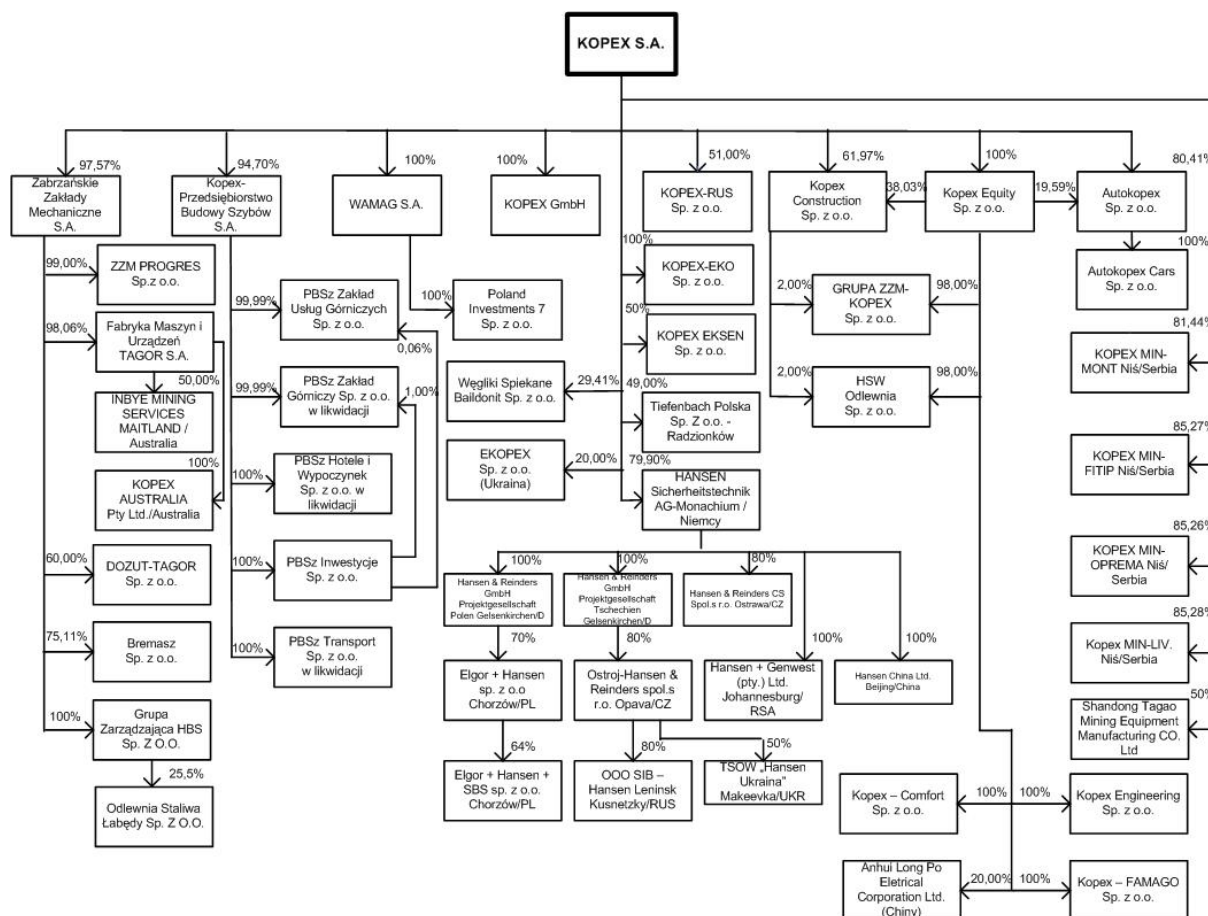 KOPEX S.A.
97,57%
94,70%
100%
100%
51,00%
61,97%
100%
80,41%
Zabrzańskie
Zakłady
Mechaniczne
S.A.
Kopex-
Przedsiębiorstwo
Budowy Szybów
S.A.
WAMAG S.A.
KOPEX GmbH
KOPEX-RUS
Sp. z o.o.
Kopex
Construction
Sp. z o.o.
38,03%
Kopex Equity
Sp. z o.o.
19,59%
Autokopex
Sp. z o.o.
99,00%
ZZM PROGRES
Sp.z o.o.
98,06%
Fabryka Maszyn i
Urządzeń
TAGOR S.A.
50,00%
INBYE MINING
SERVICES
MAITLAND /
Australia
100%
KOPEX
AUSTRALIA
Pty Ltd./Australia
60,00%
DOZUT-TAGOR
Sp. z o.o.
75,11%
Bremasz
Sp. z o.o.
100%
Grupa
Zarządzająca HBS
Sp. Z O.O.
25,5%
Odlewnia Staliwa
Łabędy Sp. Z O.O.
99,99%
PBSz Zakład
Usług Górniczych
Sp. z o.o.
0,06%
99,99%
PBSz Zakład
Górniczy Sp. z o.o.
w likwidacji
1,00%
100%
PBSz Hotele i
Wypoczynek
Sp. z o.o. w
likwidacji
100%
PBSz Inwestycje
Sp. z o.o.
100%
PBSz Transport
Sp. z o.o.
w likwidacji
100%
Poland
Investments 7
Sp. z o.o.
100%
KOPEX-EKO
Sp. z o.o.
50%
KOPEX EKSEN
Sp. z o.o.
Węgliki Spiekane
Baildonit Sp. z o.o.
29,41%
49,00%
Tiefenbach Polska
Sp. Z o.o. -
Radzionków
EKOPEX
Sp. z o.o.
(Ukraina)
20,00%
79,90%
HANSEN
Sicherheitstechnik
AG-Monachium /
Niemcy
100%
Hansen & Reinders
GmbH
Projektgesellschaft
Polen Gelsenkirchen/D
100%
Hansen & Reinders
GmbH
Projektgesellschaft
Tschechien
Gelsenkirchen/D
80%
Hansen & Reinders CS
Spol.s r.o. Ostrawa/CZ
70%
Elgor + Hansen
sp. z o.o
Chorzów/PL
80%
Ostroj-Hansen &
Reinders spol.s
r.o. Opava/CZ
100%
Hansen + Genwest
(pty.) Ltd.
Johannesburg/
RSA
100%
Hansen China Ltd.
Beijing/China
64%
Elgor + Hansen +
SBS sp. z o.o.
Chorzów/PL
80%
OOO SIB –
Hansen Leninsk
Kusnetzky/RUS
50%
TSOW „Hansen
Ukraina"
Makeevka/UKR
2,00%
GRUPA ZZM-
KOPEX
Sp. z o.o.
98,00%
2,00%
HSW
Odlewnia
Sp. z o.o.
98,00%
100%
Autokopex Cars
Sp. z o.o.
81,44%
KOPEX MIN-
MONT Niś/Serbia
85,27%
KOPEX MIN-
FITIP Niś/Serbia
85,26%
KOPEX MIN-
OPREMA Niś/
Serbia
85,28%
Kopex MIN-LIV.
Niś/Serbia
50%
Shandong Tagao
Mining Equipment
Manufacturing CO.
Ltd
Kopex – Comfort
Sp. z o.o.
100%
100%
Kopex Engineering
Sp. z o.o.
Anhui Long Po
Eletrical
Corporation Ltd.
(Chiny)
20,00%
100%
Kopex – FAMAGO
Sp. z o.o.